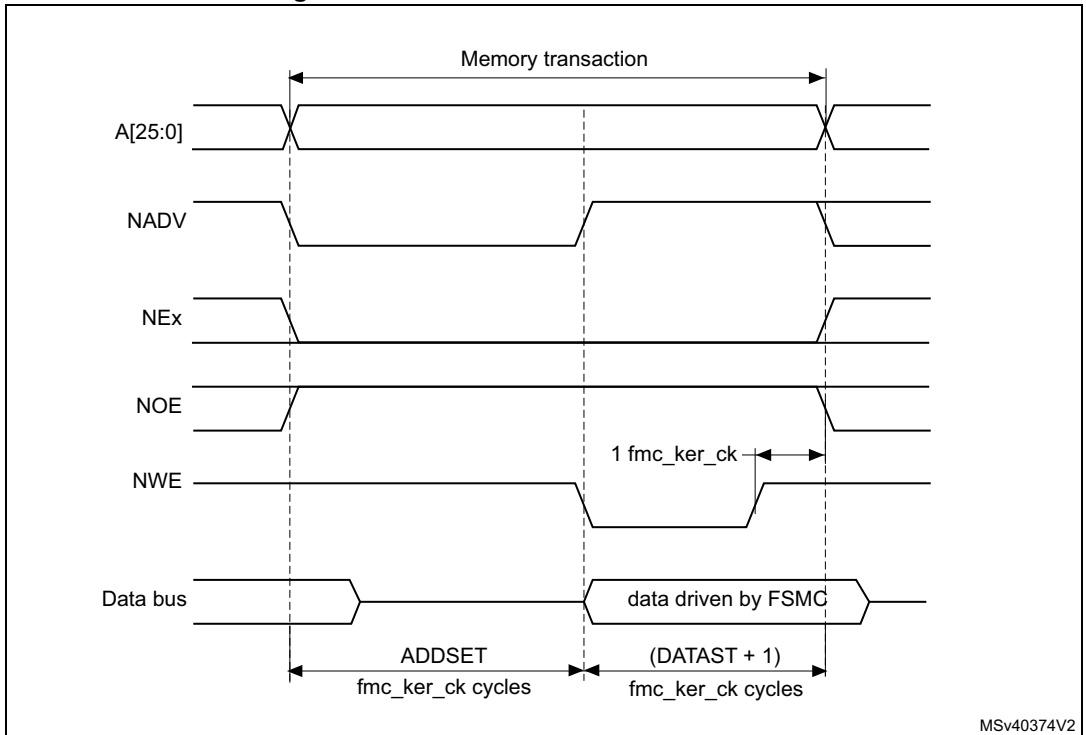 Memory transaction
A[25:0]
NADV
NEx
NOE
1 fmc_ker_ck
NWE
Data bus
data driven by FSMC
ADDSET
fmc_ker_ck cycles
(DATAST + 1)
fmc_ker_ck cycles
MSv40374V2